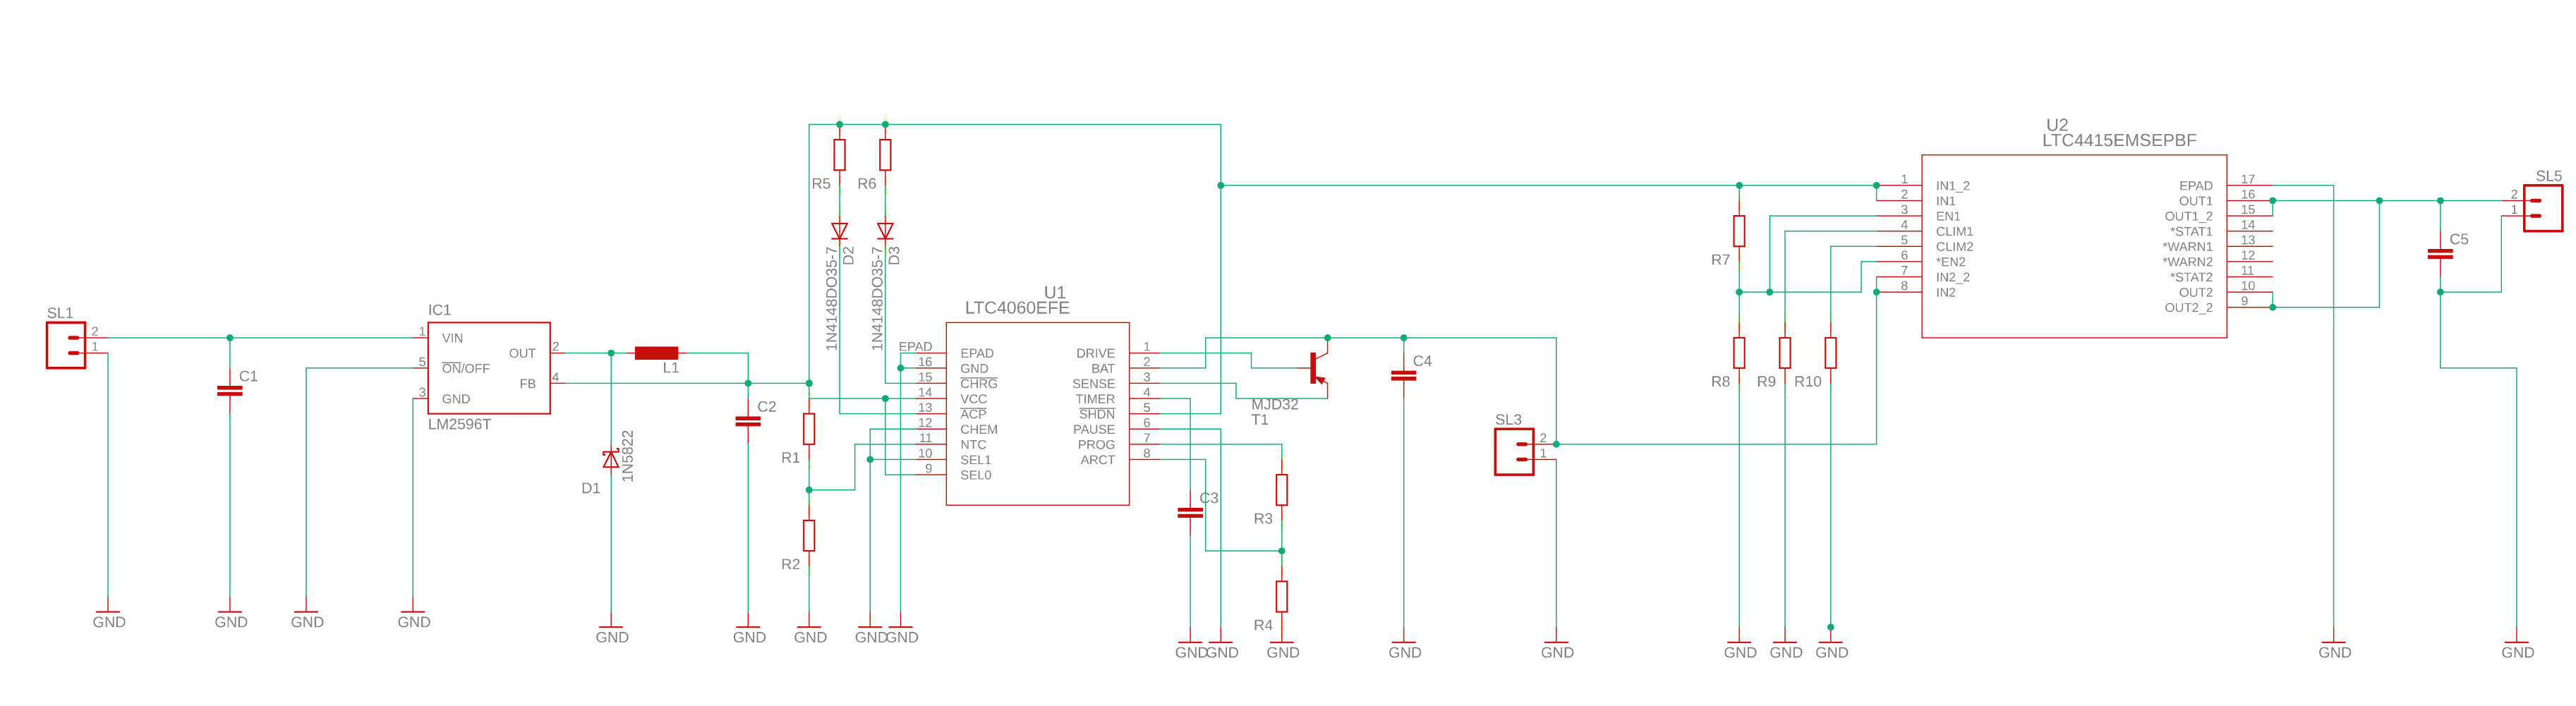 SL1
2
1
GND
C1
GND
GND
GND
IC1
1 VIN
5 ON/OFF
3 GND
OUT 2
FB 4
LM2596T
L1
D1
1N5822
GND
C2
GND
R5
R6
1N4148DO35-7
D2
1N4148DO35-7
D3
R1
R2
GND
GND
GND
U1
LTC4060EFE
EPAD EPAD
16 GND
15 CHRG
14 VCC
13 ACP
12 CHEM
11 NTC
10 SEL1
9 SEL0
DRIVE 1
BAT 2
SENSE 3
TIMER 4
SHDN 5
PAUSE 6
PROG 7
ARCT 8
C3
GND
GND
R3
R4
GND
MJD32
T1
C4
GND
SL3
2
1
GND
R7
R8
R9
R10
GND
GND
GND
U2
LTC4415EMSEPBF
1 IN1_2
2 IN1
3 EN1
4 CLIM1
5 CLIM2
6 *EN2
7 IN2_2
8 IN2
EPAD 17
OUT1 16
OUT1_2 15
*STAT1 14
*WARN1 13
*WARN2 12
*STAT2 11
OUT2 10
OUT2_2 9
GND
C5
SL5
2
1
GND